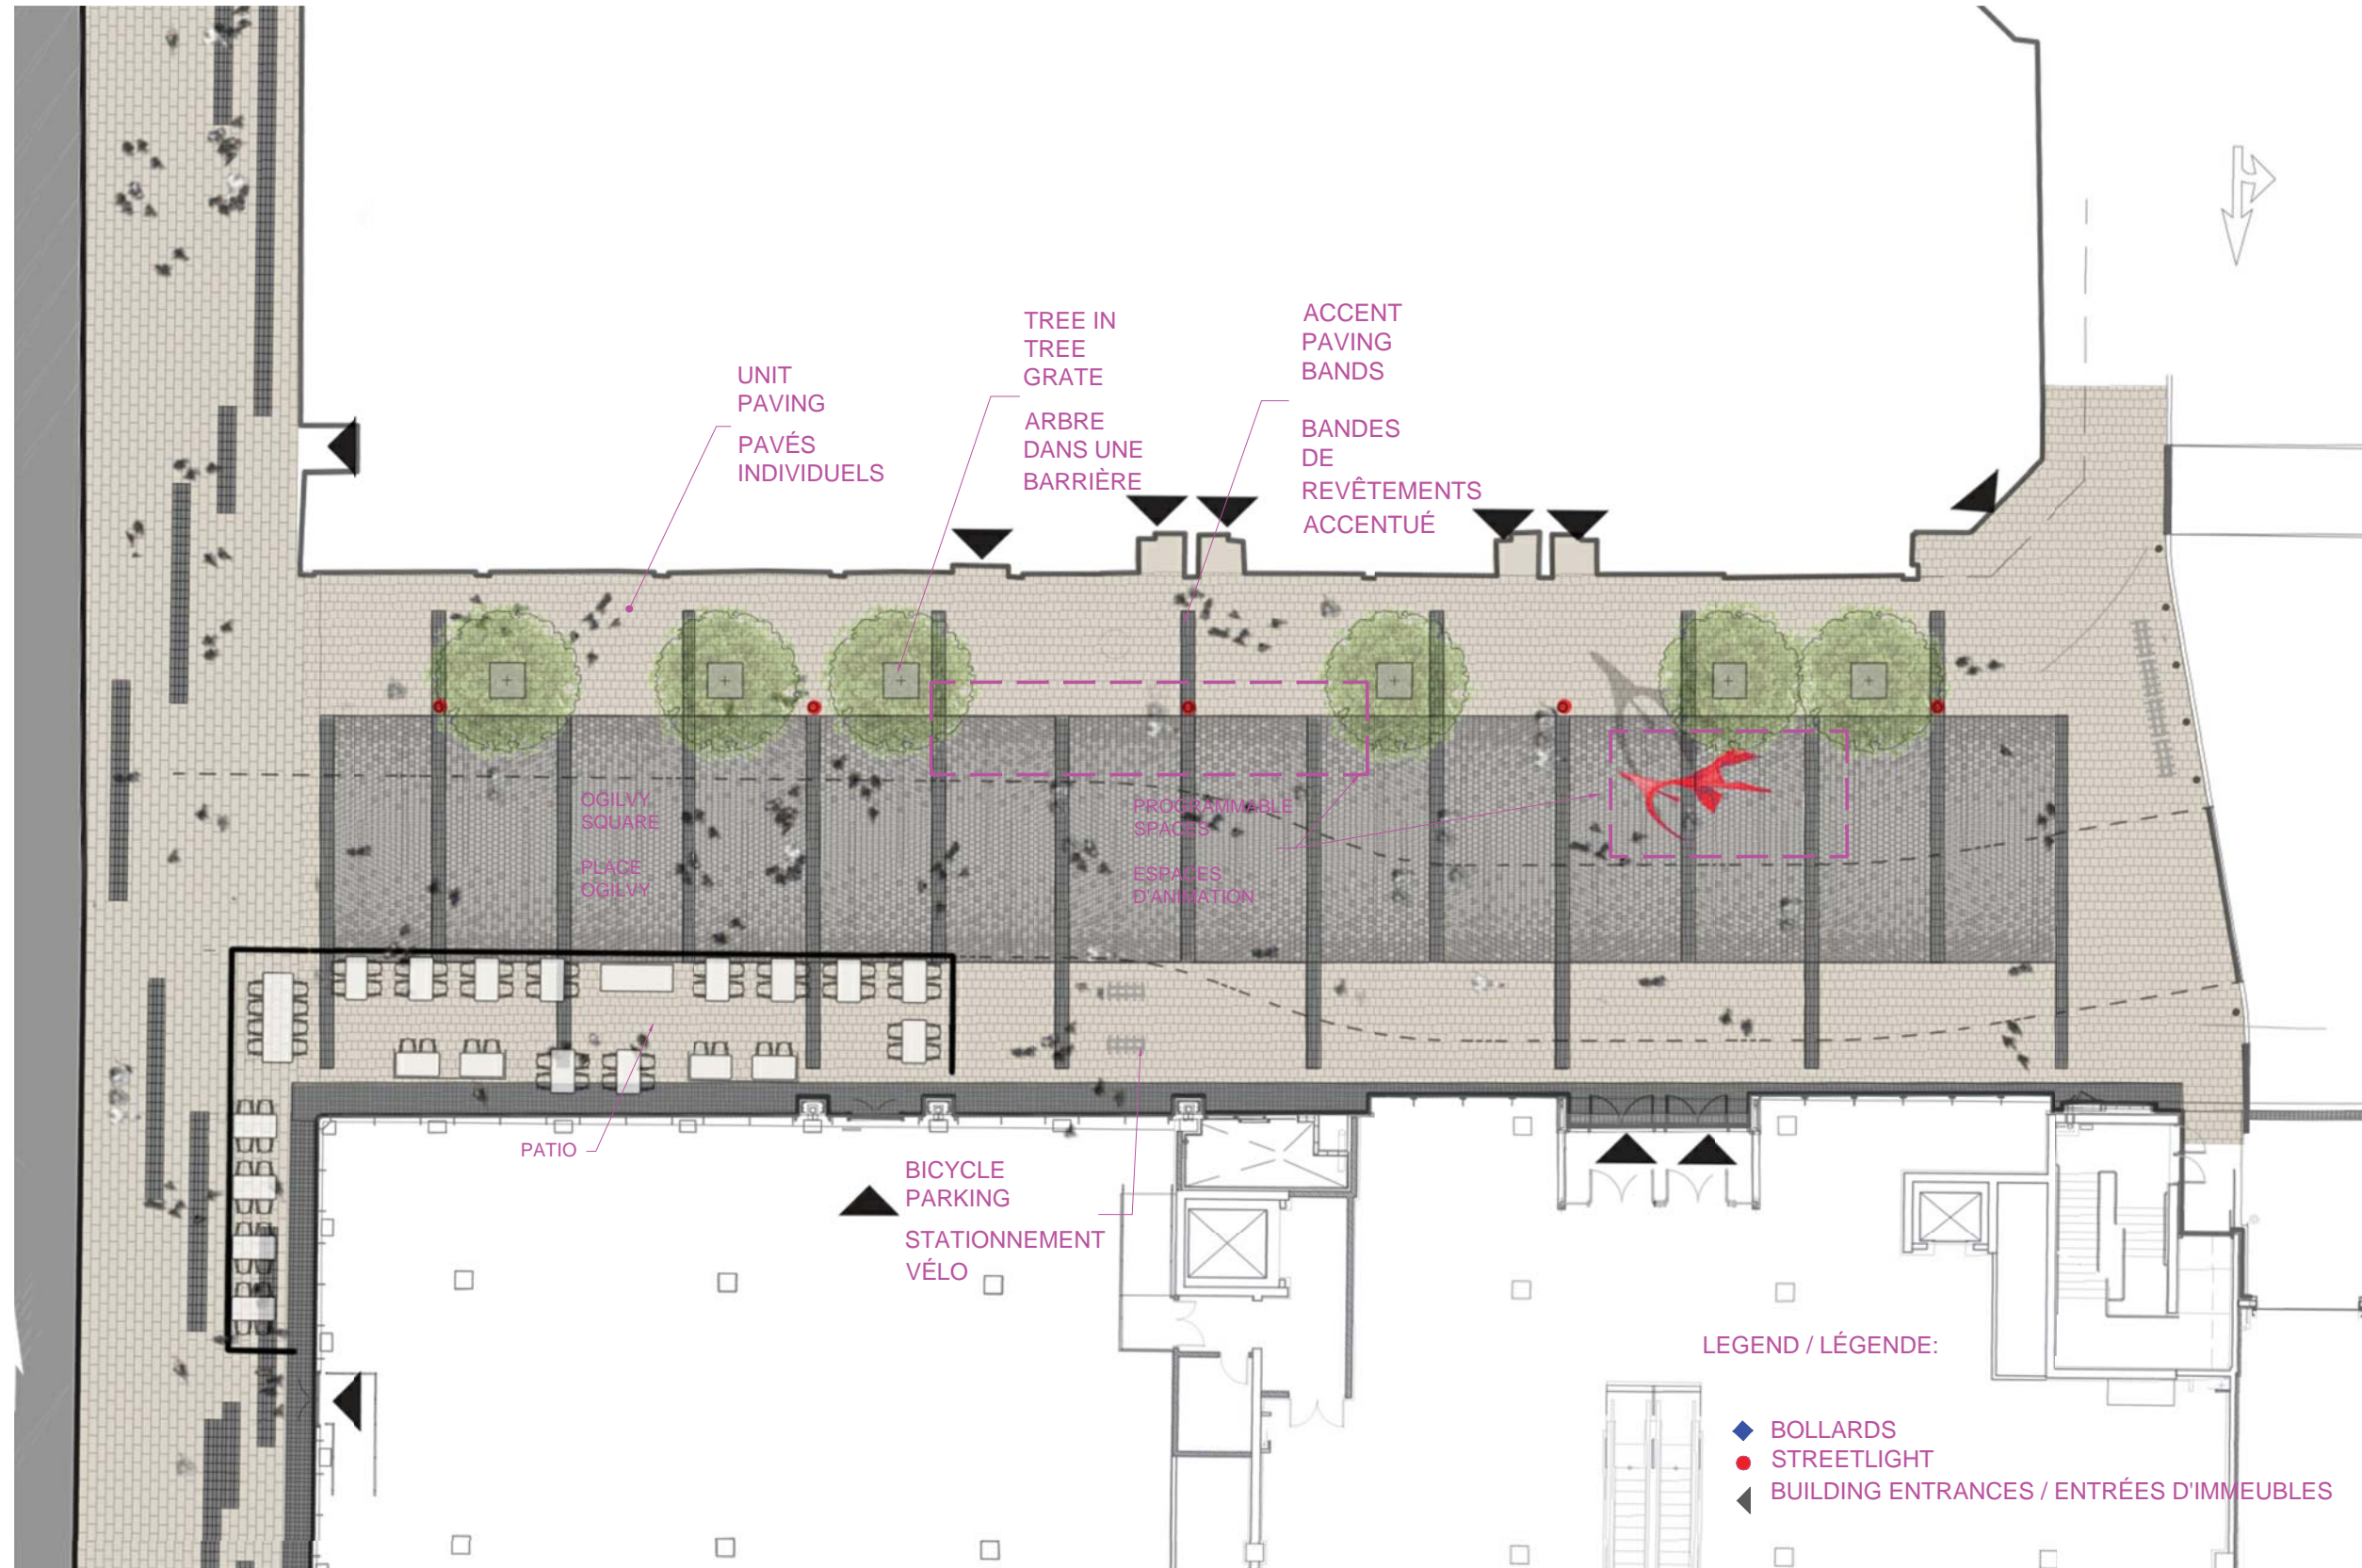 UNIT
PAVING
PAVÉS
INDIVIDUELS
TREE IN
TREE
GRATE
ARBRE
DANS UNE
BARRIÈRE
ACCENT
PAVING
BANDS
BANDES
DE
REVÊTEMENTS
ACCENTUÉ
OGILVY
SQUARE
PLACE
OGILVY
PROGRAMMABLE
SPACES
ESPACES
D'ANIMATION
PATIO
BICYCLE
PARKING
STATIONNEMENT
VÉLO
LEGEND / LÉGENDE:
BOLLARDS
STREETLIGHT
BUILDING ENTRANCES / ENTRÉES D'IMMEUBLES